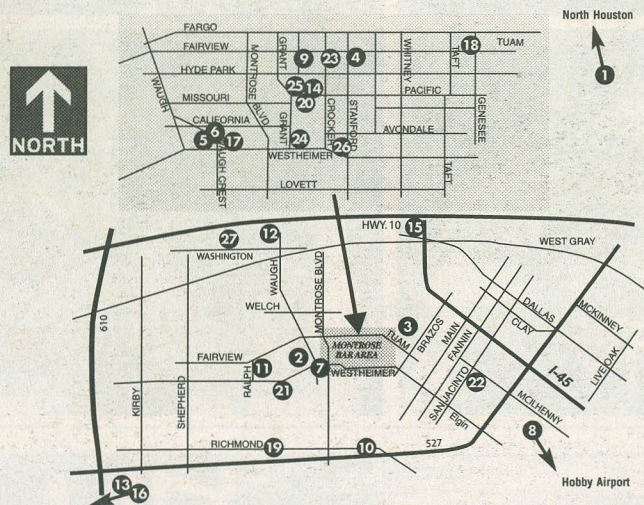 North Houston
1
NORTH
FARGO
FAIRVIEW
TUAM
18
HYDE PARK
9
23
4
WAUGH
MONTROSE BLVD
GRANT
WHITNEY
TAFT
25
14
PACIFIC
MISSOURI
20
CROCKER
STANFORD
GENESEE
CALIFORNIA
5
6
17
GRANT
24
AVONDALE
26
WAUGH CREST
WESTHEIMER
TAFT
LOVETT
HWY. 10
15
27
12
WASHINGTON
WEST GRAY
WAUGH
MONTROSE BLVD
610
WELCH
3
TUAM
BRAZOS
MAIN
FANNIN
DALLAS
CLAY
MCKINNEY
LIVE OAK
MONTROSE
BAR AREA
FAIRVIEW
11
2
7
WESTHEIMER
I-45
RALPH
21
SAN JACINTO
22
MCILHENNY
KIRBY
SHEPHERD
Elgin
8
RICHMOND
19
10
527
Hobby Airport
13
16